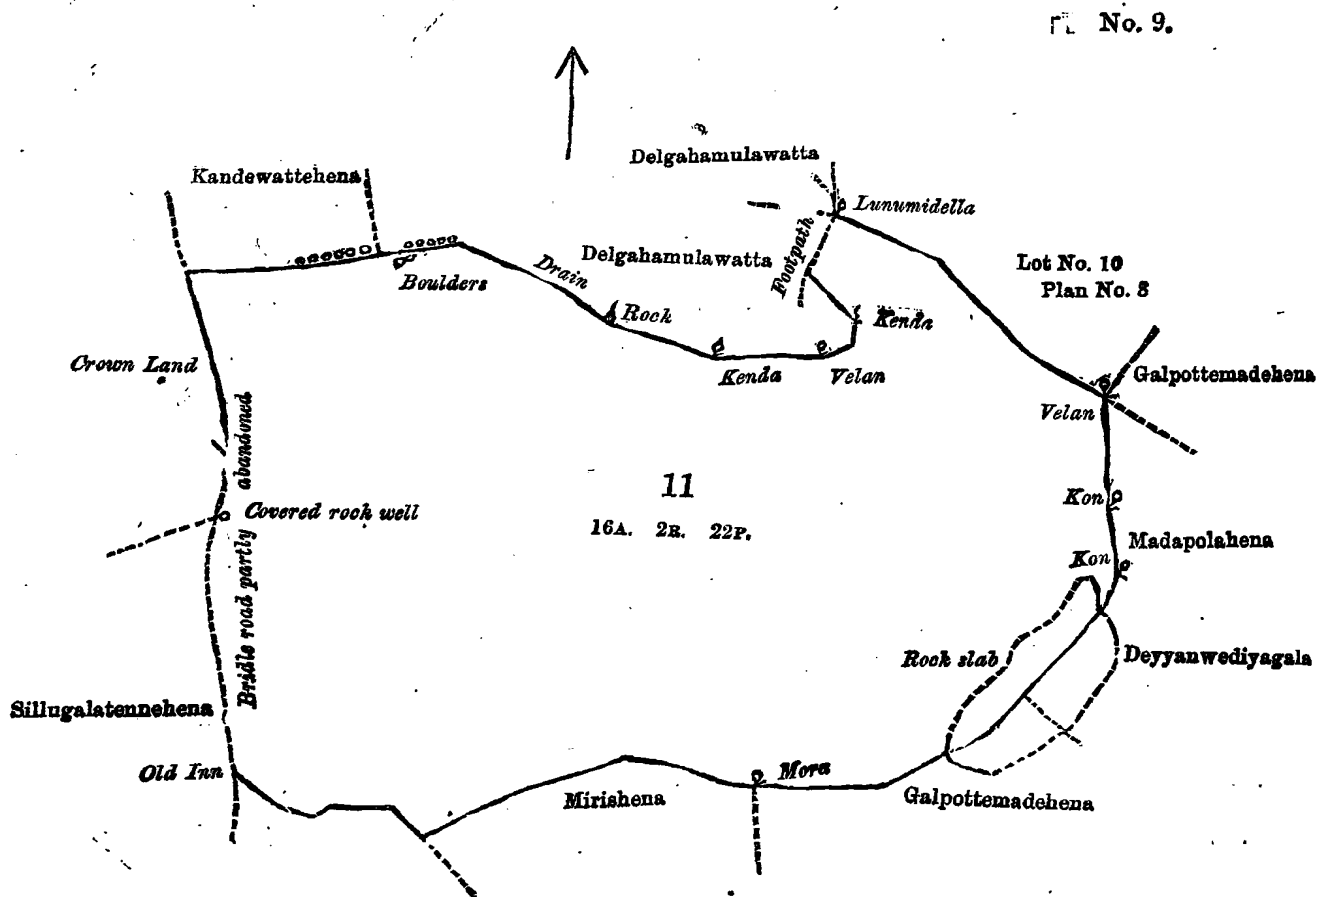 No. 9.
Delgahamulawatta
Kandewattehena
Lunumidella
Footpath
Delgahamulawatta
Drain
Lot No. 10
Plan No. 8
Boulders
Rock
Kenda
Crown Land
Kenda
Velan
Galpottemadehena
Velan
Bridle road partly abandoned
11
Kon
Covered rock well
16A. 2R. 22P.
Madapolahena
Kon
Rock slab
Deyyanwediyagala
Sillugalatennehena
Old Inn
Mora
Mirishena
Galpottemadehena